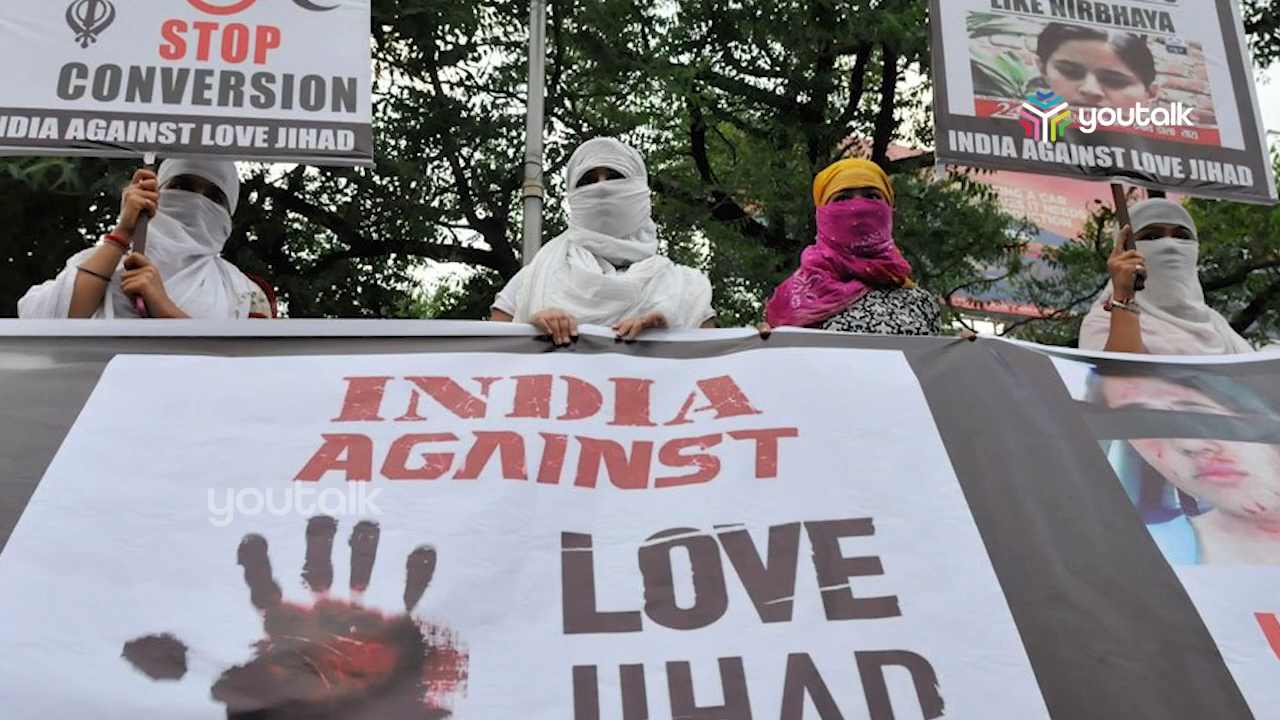 STOP
CONVERSION
INDIA AGAINST LOVE JIHAD
LIKE NIRBHAYA
youtalk
INDIA AGAINST LOVE JIHAD
INDIA
AGAINST
youtalk
LOVE
JIHAD